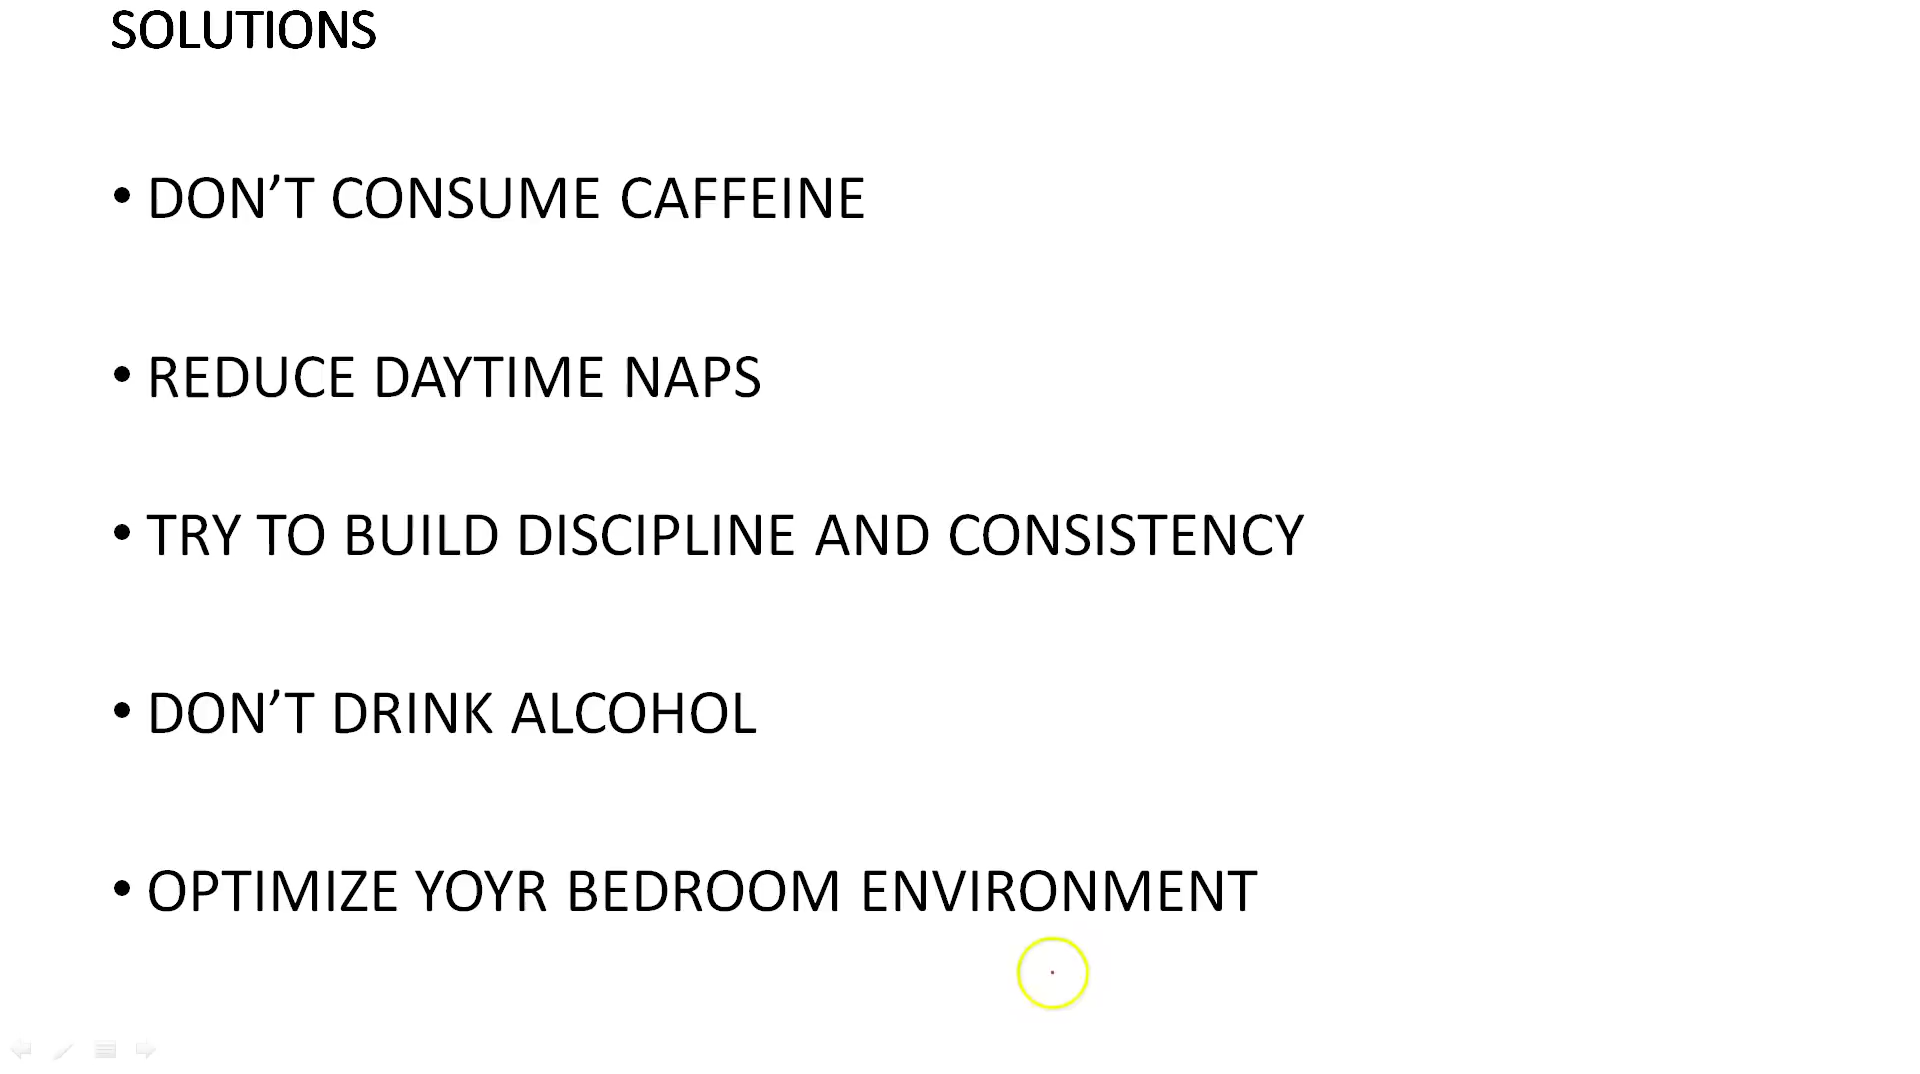 SOLUTIONS
• DON’T CONSUME CAFFEINE
• REDUCE DAYTIME NAPS
• TRY TO BUILD DISCIPLINE AND CONSISTENCY
• DON’T DRINK ALCOHOL
• OPTIMIZE YOYR BEDROOM ENVIRONMENT